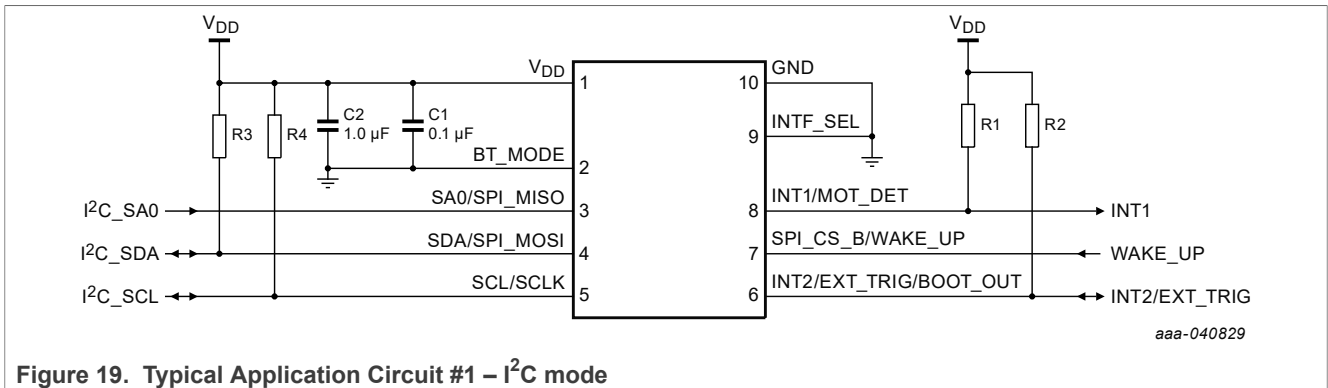 VDD
VDD
VDD
1
10
GND
R3
R4
C2
1.0 µF
C1
0.1 µF
INTF_SEL
9
R1
R2
BT_MODE
2
I2C_SA0
SA0/SPI_MISO
3
8
INT1/MOT_DET
INT1
I2C_SDA
SDA/SPI_MOSI
4
7
SPI_CS_B/WAKE_UP
WAKE_UP
I2C_SCL
SCL/SCLK
5
6
INT2/EXT_TRIG/BOOT_OUT
INT2/EXT_TRIG
aaa-040829
Figure 19. Typical Application Circuit #1 – I2C mode